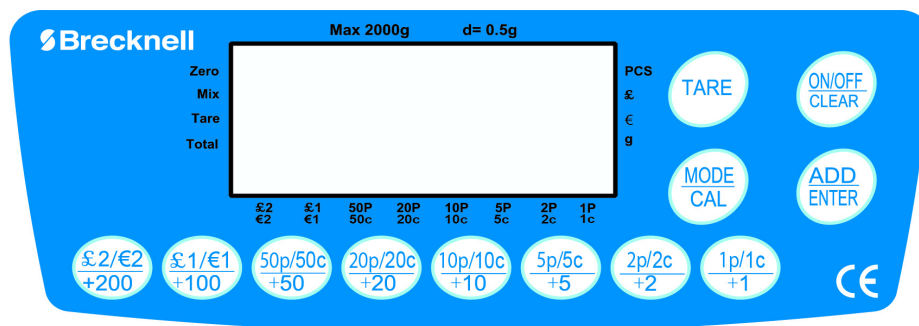 Max 2000g d= 0.5g
Brecknell
Zero
Mix
Tare
Total
PCS
£
€
g
TARE
ON/OFF
CLEAR
MODE
CAL
ADD
ENTER
£2 £1 50P 20P 10P 5P 2P 1P
€2 €1 50c 20c 10c 5c 2c 1c
£2/€2 £1/€1 50p/50c 20p/20c 10p/10c 5p/5c 2p/2c 1p/1c
+200 +100 +50 +20 +10 +5 +2 +1
CE